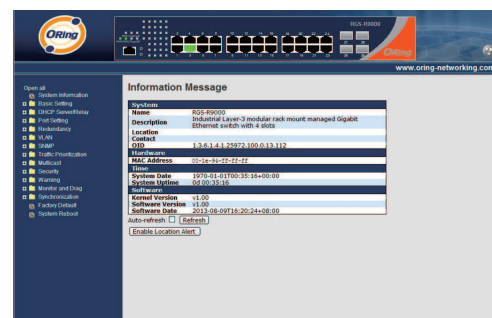 ORing
RGS-R9000
ORing
www.oring-networking.com
Open all
System Information
Basic Setting
DHCP Server/Relay
Port Setting
Redundancy
VLAN
SNMP
Traffic Prioritization
Multicast
Security
Warning
Monitor and Diag
Synchronization
Factory Default
System Reboot
Information Message
System
Name RGS-R9000
Description Industrial Layer-3 modular rack mount managed Gigabit
Ethernet switch with 4 slots
Location
Contact
OID 1.3.6.1.4.1.25972.100.0.13.112
Hardware
MAC Address 00-1e-94-ff-ff-ff
Time
System Date 1970-01-01T00:35:16+00:00
System Uptime 0d 00:35:16
Software
Kernel Version v1.00
Software Version v1.00
Software Date 2013-08-09T16:20:24+08:00
Auto-refresh Refresh
Enable Location Alert